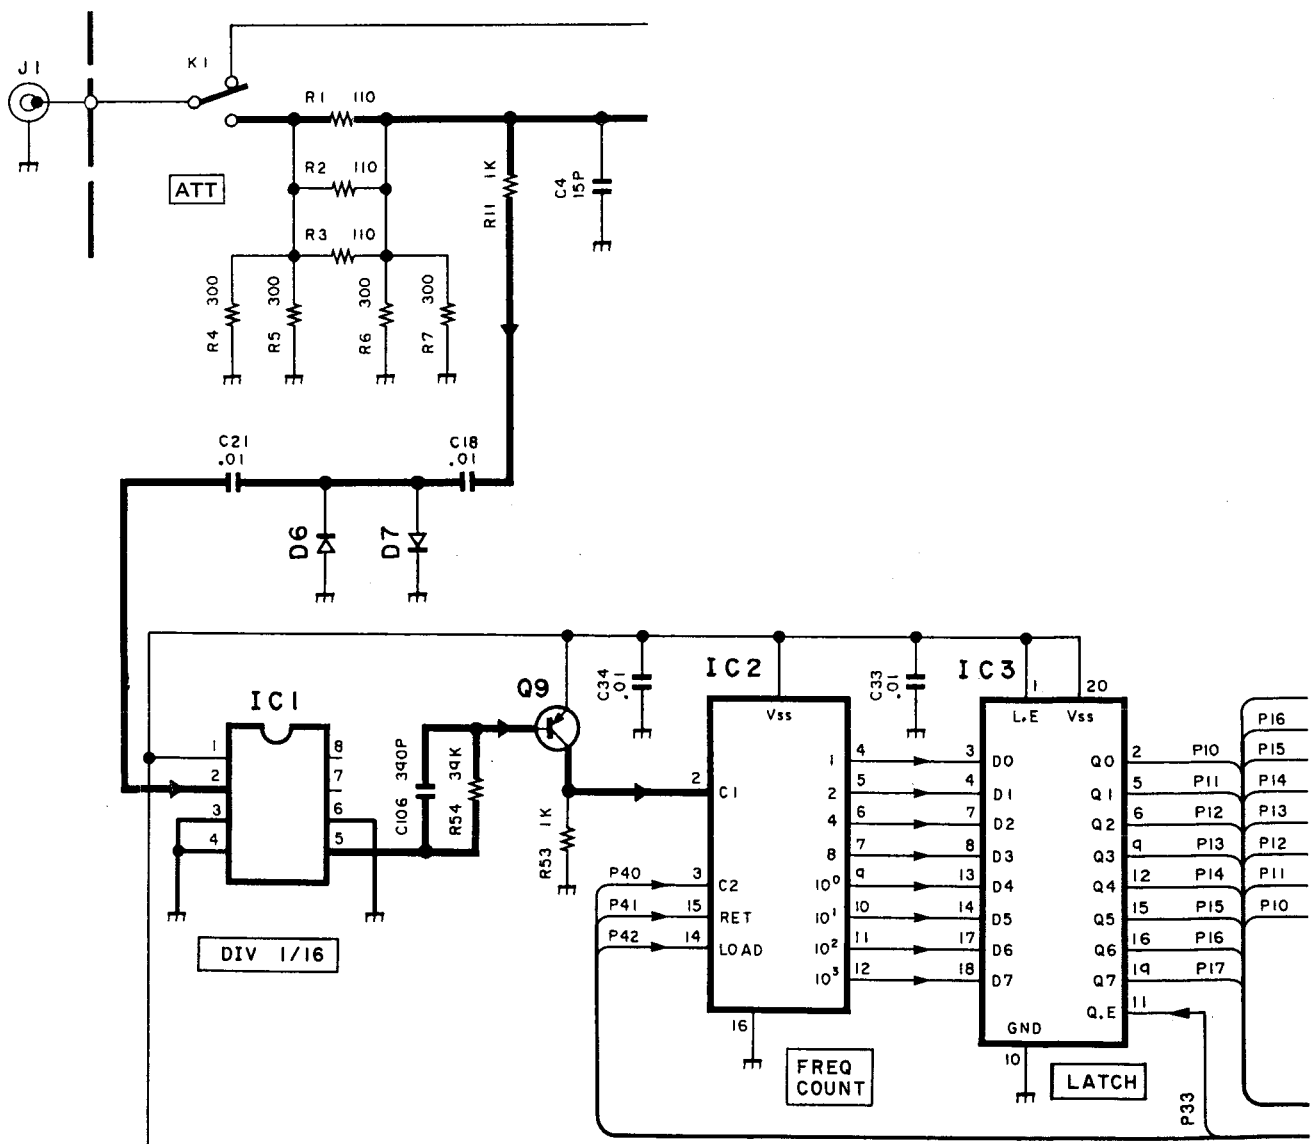 J1
K1
R1 110
R2 110
R3 110
ATT
R4 300
R5 300
R6 300
R7 300
R11 1K
C4 15P
C21
.01
C18
.01
D6
D7
IC1
1
2
3
4
8
7
6
5
DIV 1/16
C106 390P
R54 39K
Q9
R53 1K
C34 .01
IC2
Vss
2 C1
P40 3 C2
P41 15 RET
P42 14 LOAD
1 4
2 5
4 6
8 7
10⁰ 9
10¹ 10
10² 11
10³ 12
16
FREQ
COUNT
C33 .01
IC3
1 20
L.E Vss
3 D0
4 D1
7 D2
8 D3
13 D4
14 D5
17 D6
18 D7
Q0 2 P10
Q1 5 P11
Q2 6 P12
Q3 9 P13
Q4 12 P14
Q5 15 P15
Q6 16 P16
Q7 19 P17
Q.E 11
GND
10
LATCH
P33
P16
P15
P14
P13
P12
P11
P10